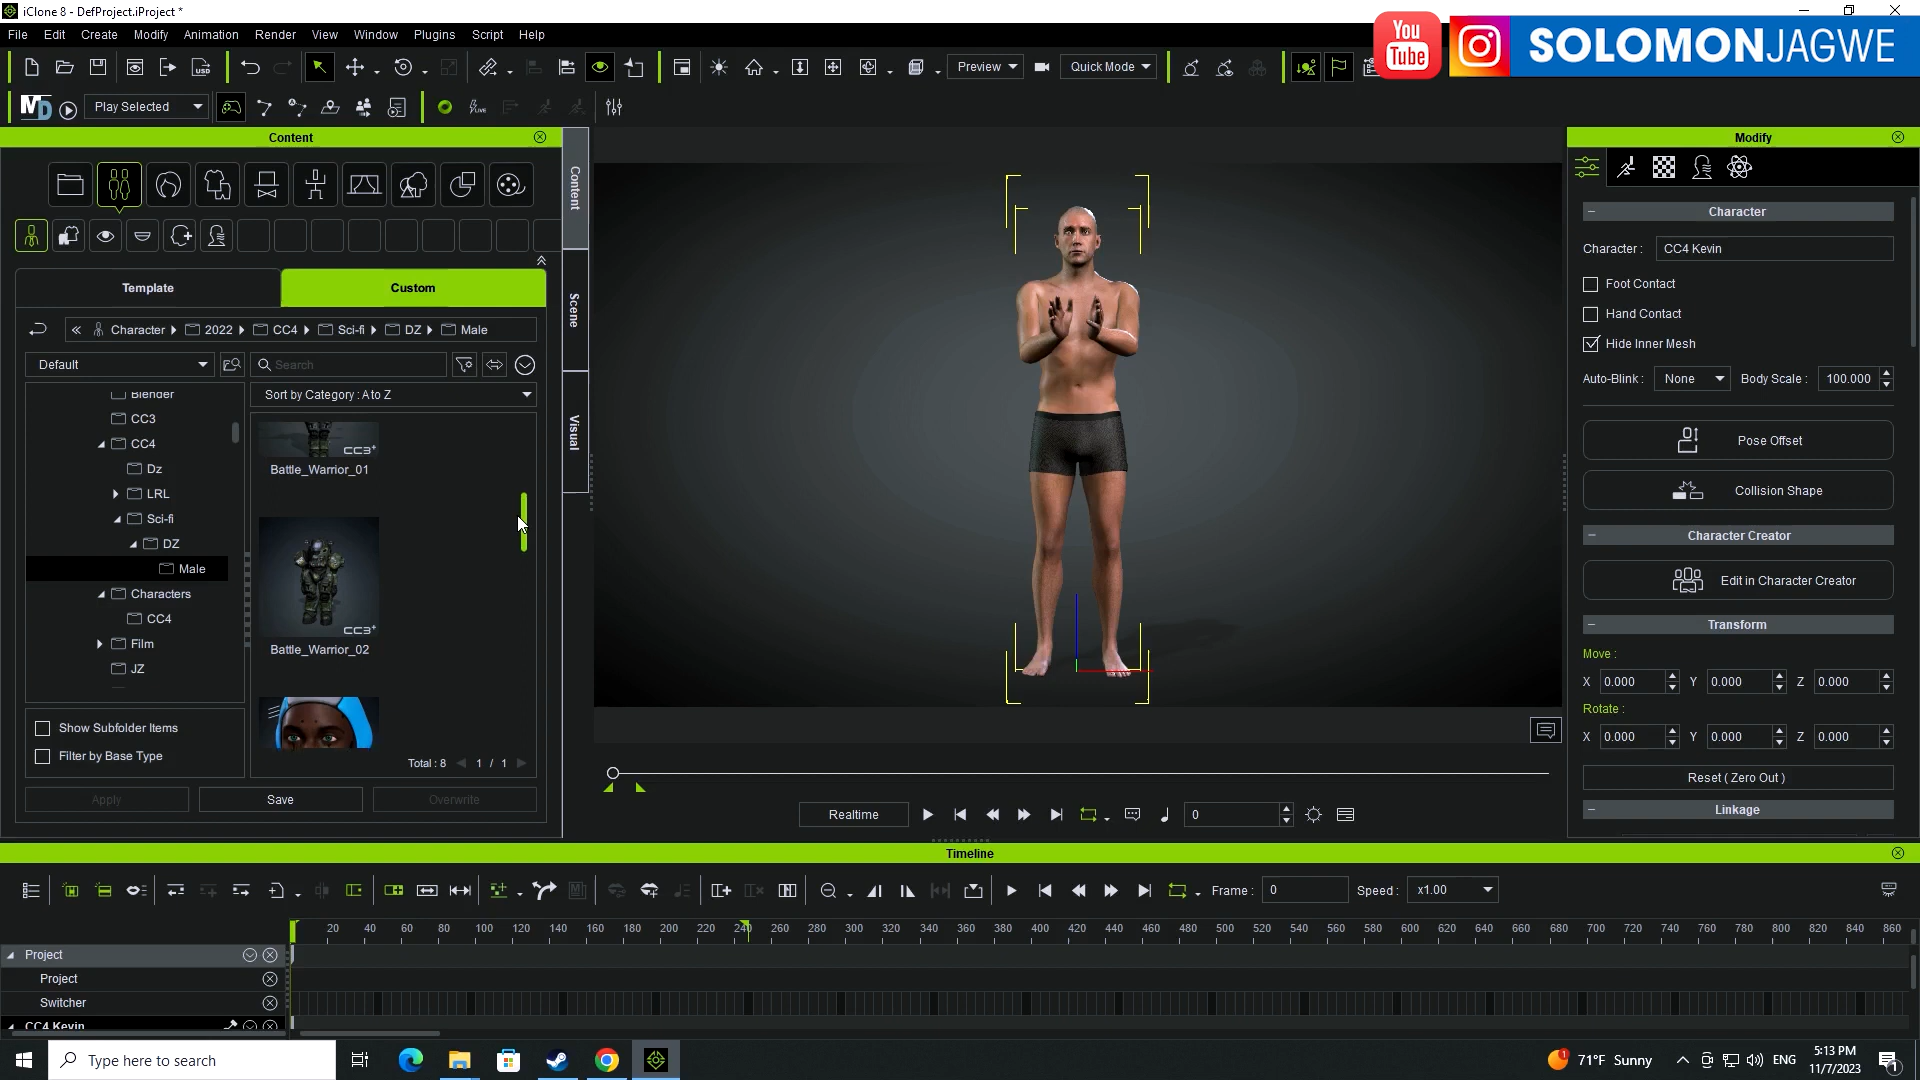 iClone 8 - DefProject.iProject *
File Edit Create Modify Animation Render View Window Plugins Script Help
You Tube
SOLOMONJAGWE
Preview
Quick Mode
MD
Play Selected
LIVE
Content
Modify
Content
Scene
Visual
Template
Custom
Character
2022
CC4
Sci-fi
DZ
Male
Default
Search
Sort by Category : A to Z
Blender
CC3
CC4
Dz
LRL
Sci-fi
DZ
Male
Characters
CC4
Film
JZ
CC3+
Battle_Warrior_01
CC3+
Battle_Warrior_02
Show Subfolder Items
Filter by Base Type
Total : 8
1 / 1
Apply
Save
Overwrite
Character
Character : CC4 Kevin
Foot Contact
Hand Contact
Hide Inner Mesh
Auto-Blink : None Body Scale : 100.000
Pose Offset
Collision Shape
Character Creator
Edit in Character Creator
Transform
Move :
X 0.000 Y 0.000 Z 0.000
Rotate :
X 0.000 Y 0.000 Z 0.000
Reset ( Zero Out )
Linkage
Realtime
0
Timeline
Frame : 0 Speed : x1.00
20 40 60 80 100 120 140 160 180 200 220 240 260 280 300 320 340 360 380 400 420 440 460 480 500 520 540 560 580 600 620 640 660 680 700 720 740 760 780 800 820 840 860
Project
Project
Switcher
CC4 Kevin
Type here to search
1
71°F Sunny
ENG
5:13 PM
11/7/2023
1